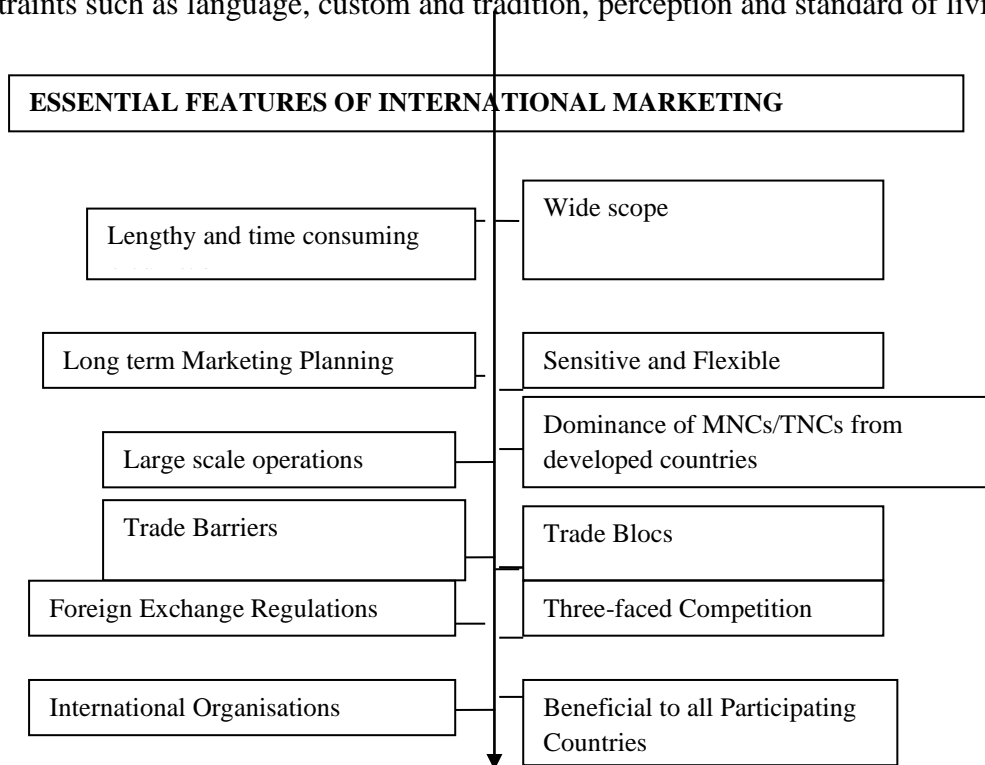 traints such as language, custom and tradition, perception and standard of livi
ESSENTIAL FEATURES OF INTERNATIONAL MARKETING
Lengthy and time consuming
Wide scope
Long term Marketing Planning
Sensitive and Flexible
Large scale operations
Dominance of MNCs/TNCs from
developed countries
Trade Barriers
Trade Blocs
Foreign Exchange Regulations
Three-faced Competition
International Organisations
Beneficial to all Participating
Countries